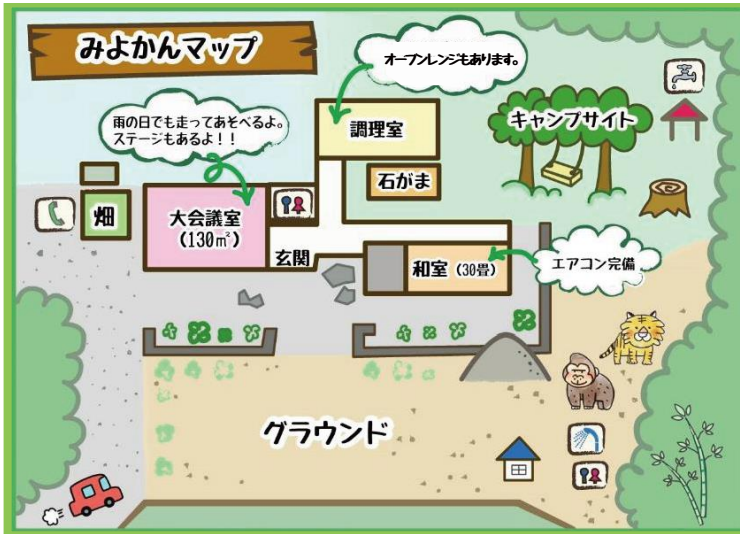 みよかんマップ
オーブンレンジもあります。
雨の日でも走ってあそべるよ。
ステージもあるよ！！
調理室
キャンプサイト
石がま
畑
大会議室
（130㎡）
玄関
和室（30畳）
エアコン完備
グラウンド